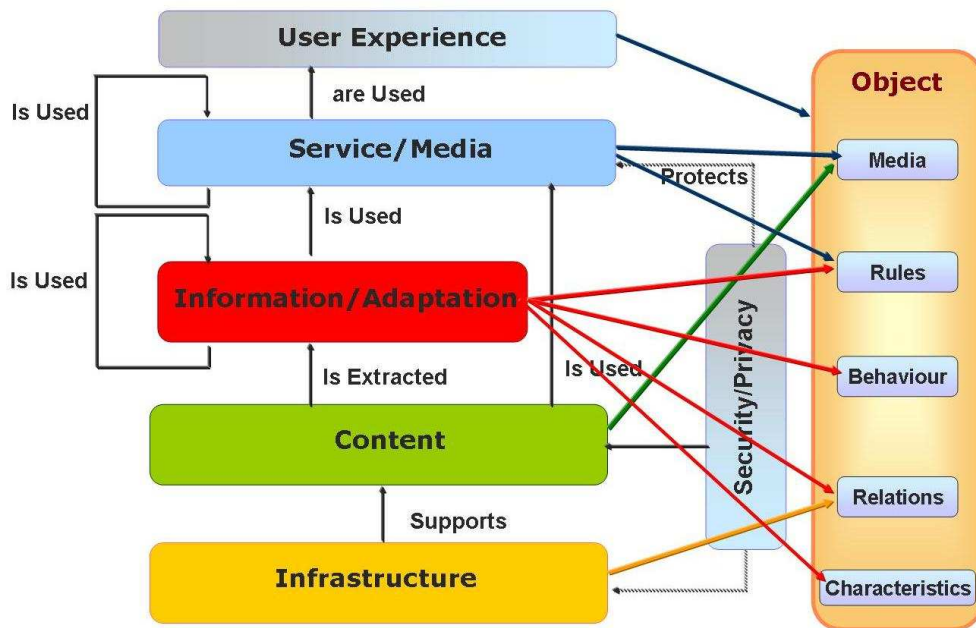 User Experience
Object
Is Used
are Used
Service/Media
Media
Protects
Is Used
Is Used
Information/Adaptation
Rules
Security/Privacy
Is Extracted
Is Used
Behaviour
Content
Relations
Supports
Infrastructure
Characteristics